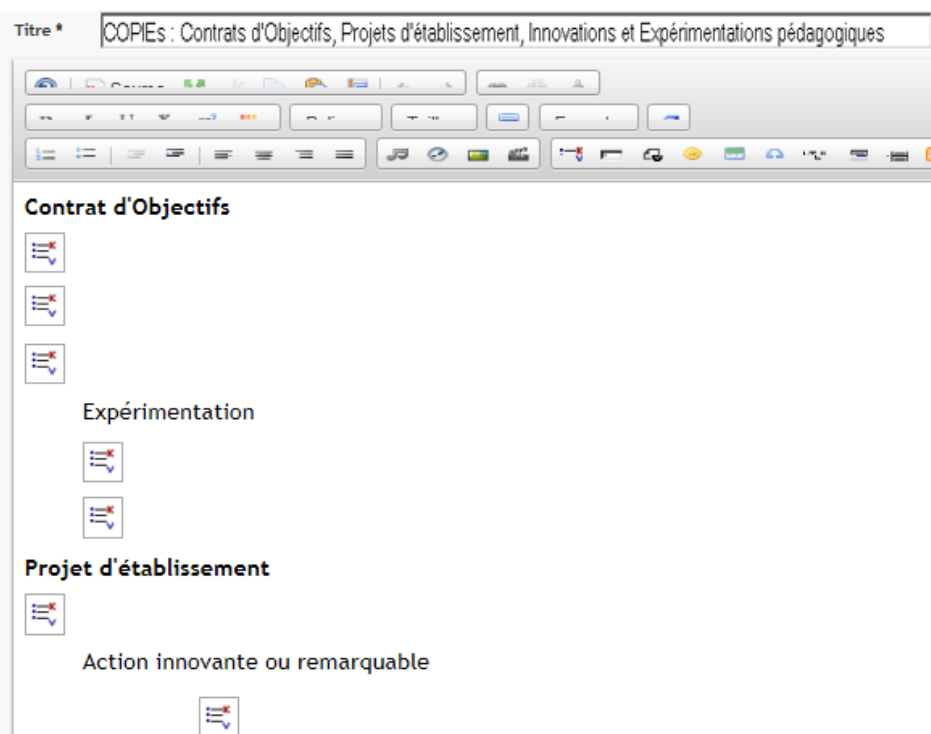 Titre *
COPIEs : Contrats d'Objectifs, Projets d'établissement, Innovations et Expérimentations pédagogiques
Contrat d'Objectifs
Expérimentation
Projet d'établissement
Action innovante ou remarquable